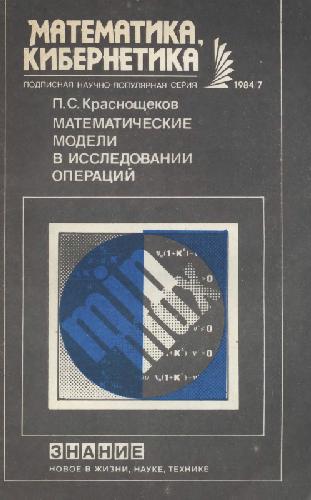 МАТЕМАТИКА,
КИБЕРНЕТИКА
ПОДПИСНАЯ НАУЧНО-ПОПУЛЯРНАЯ СЕРИЯ
1984/7
П.С.Краснощеков
МАТЕМАТИЧЕСКИЕ
МОДЕЛИ
В ИССЛЕДОВАНИИ
ОПЕРАЦИЙ
min
max
ЗНАНИЕ
НОВОЕ В ЖИЗНИ, НАУКЕ, ТЕХНИКЕ